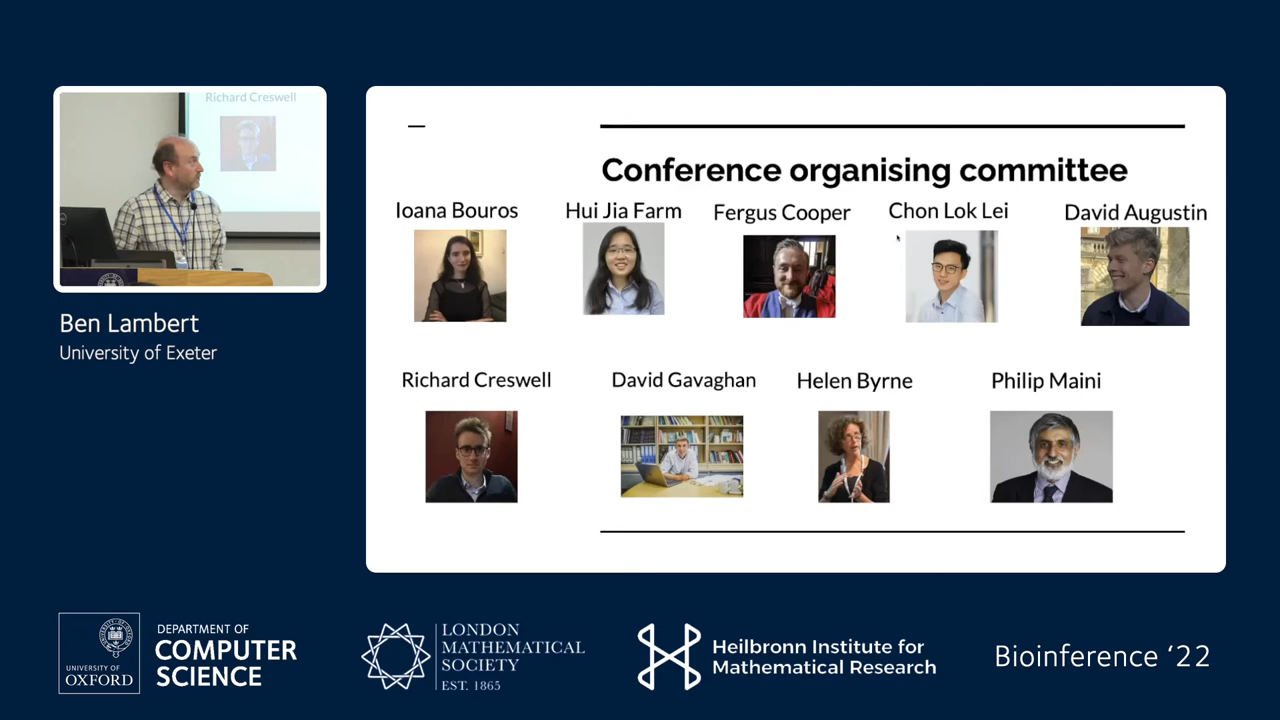 Richard Creswell
Ben Lambert
University of Exeter
Conference organising committee
Ioana Bouros
Hui Jia Farm
Fergus Cooper
Chon Lok Lei
David Augustin
Richard Creswell
David Gavaghan
Helen Byrne
Philip Maini
UNIVERSITY OF
OXFORD
DEPARTMENT OF
COMPUTER
SCIENCE
LONDON
MATHEMATICAL
SOCIETY
EST. 1865
Heilbronn Institute for
Mathematical Research
Bioinference ‘22